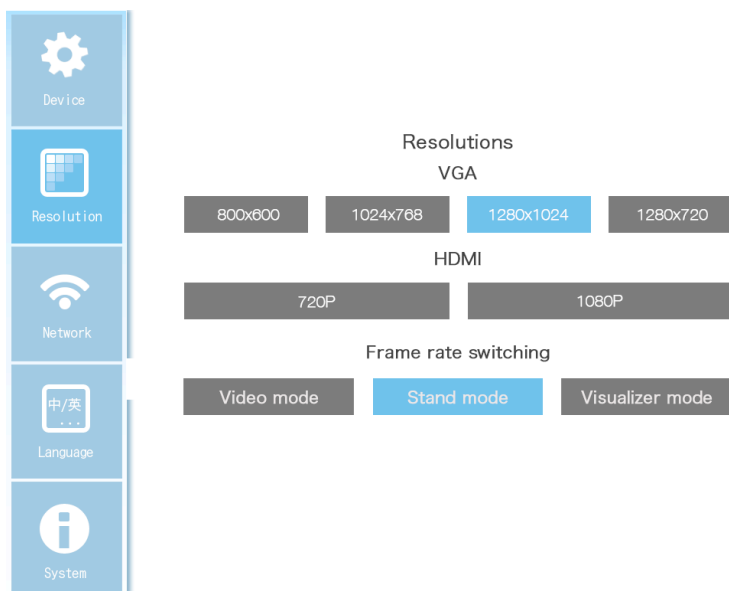 Device
Resolution
Network
中/英
...
Language
System
Resolutions
VGA
800x600 1024x768 1280x1024 1280x720
HDMI
720P 1080P
Frame rate switching
Video mode Stand mode Visualizer mode